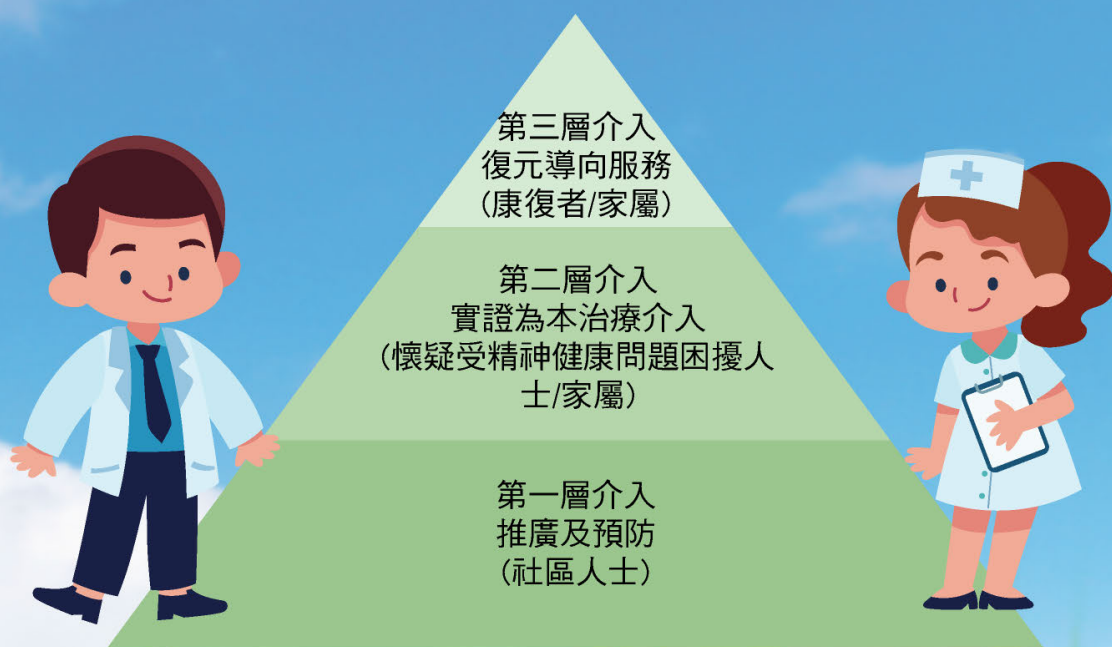 第三層介入
復元導向服務
(康復者/家屬)
第二層介入
實證為本治療介入
(懷疑受精神健康問題困擾人
士/家屬)
第一層介入
推廣及預防
(社區人士)